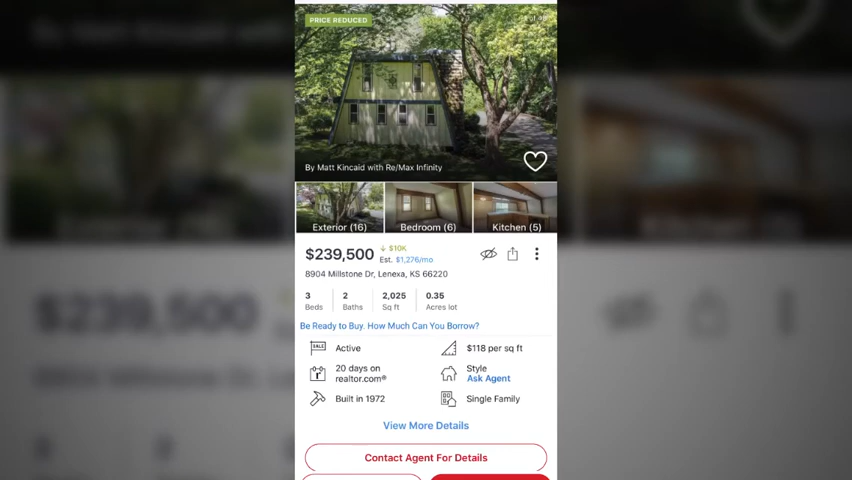 PRICE REDUCED
By Matt Kincaid with Re/Max Infinity
Exterior (16)
Bedroom (6)
Kitchen (5)
$239,500
↓ $10K
Est. $1,276/mo
8904 Millstone Dr, Lenexa, KS 66220
3 Beds
2 Baths
2,025 Sq ft
0.35 Acres lot
Be Ready to Buy. How Much Can You Borrow?
SALE
Active
$118 per sq ft
20 days on
realtor.com®
Style
Ask Agent
Built in 1972
Single Family
View More Details
Contact Agent For Details